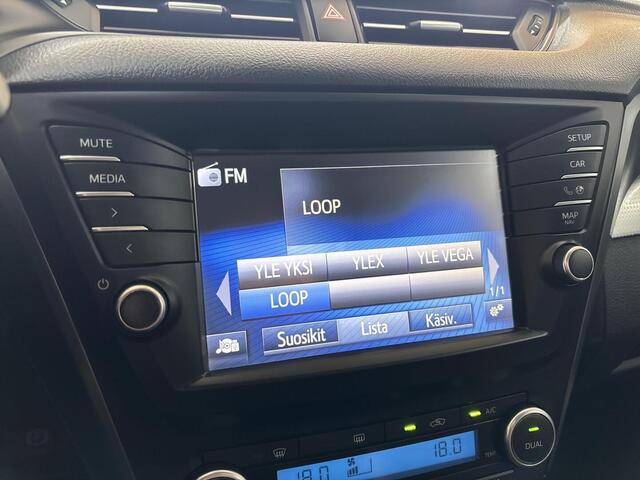 MUTE
MEDIA
SETUP
CAR
MAP
NAV
FM
LOOP
YLE YKSI YLEX YLE VEGA
LOOP
1/1
Suosikit Lista Käsiv.
A/C
DUAL
TEMP
18.0 18.0